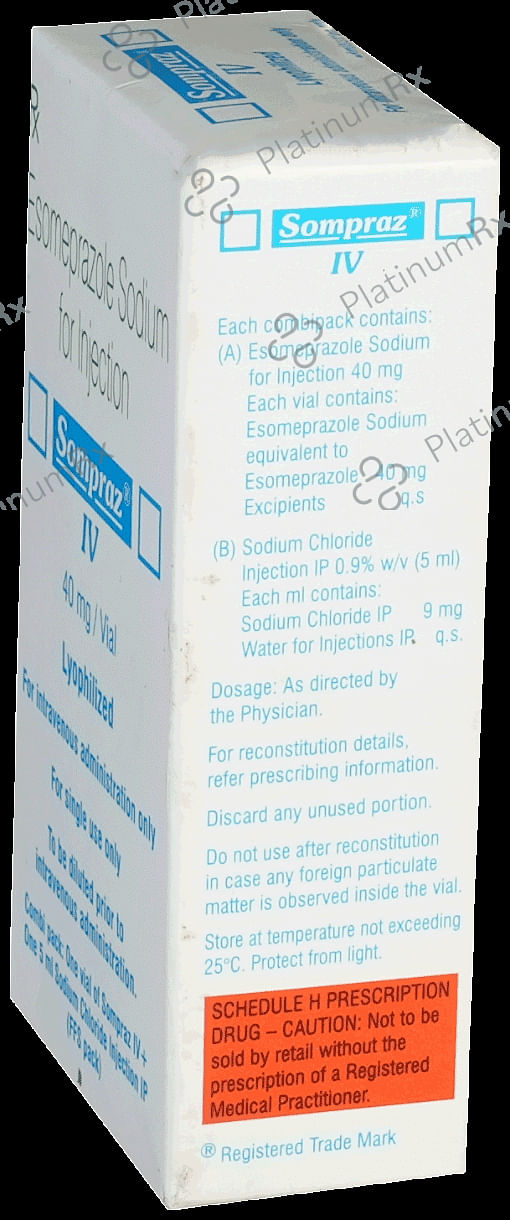 Sompraz®
IV
Each combipack contains:
(A) Esomeprazole Sodium
for Injection 40 mg
Each vial contains:
Esomeprazole Sodium
equivalent to
Esomeprazole 40 mg
Excipients q.s
(B) Sodium Chloride
Injection IP 0.9% w/v (5 ml)
Each ml contains:
Sodium Chloride IP 9 mg
Water for Injections IP q.s.
Dosage: As directed by
the Physician.
For reconstitution details,
refer prescribing information.
Discard any unused portion.
Do not use after reconstitution
in case any foreign particulate
matter is observed inside the vial.
Store at temperature not exceeding
25°C. Protect from light.
SCHEDULE H PRESCRIPTION
DRUG – CAUTION: Not to be
sold by retail without the
prescription of a Registered
Medical Practitioner.
® Registered Trade Mark
Rx
Esomeprazole Sodium
for Injection
Sompraz®
IV
40 mg / Vial
Lyophilized
For intravenous administration only
For single use only
To be diluted prior to
intravenous administration.
Combi pack: One vial of Sompraz IV +
One 5 ml Sodium Chloride Injection IP
(FFS pack)
Sompraz
IV
Lyophilized
Platinum Rx
PlatinumRx